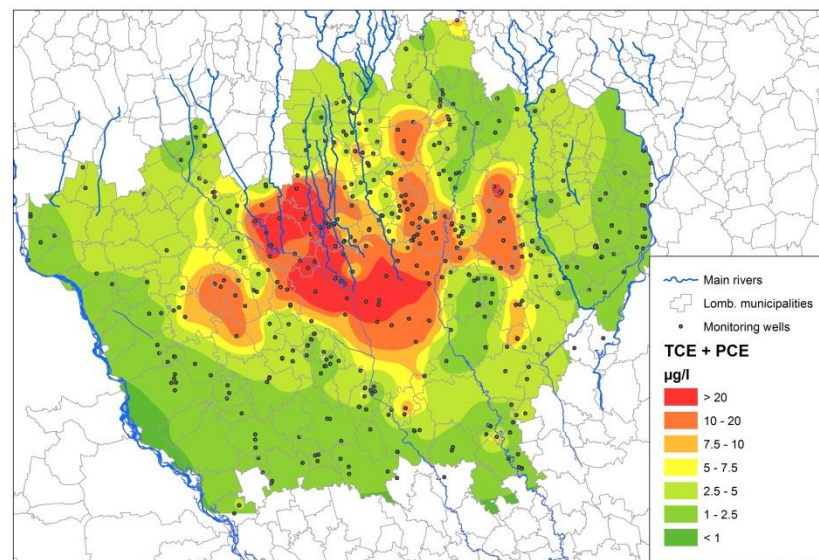 Main rivers
Lomb. municipalities
Monitoring wells
TCE + PCE
µg/l
> 20
10 - 20
7.5 - 10
5 - 7.5
2.5 - 5
1 - 2.5
< 1